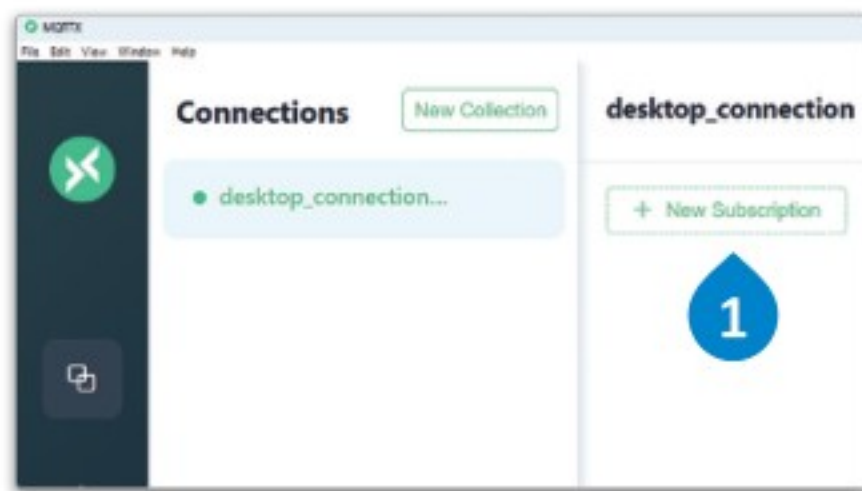 MQTTX
File Edit View Window Help
Connections
New Collection
desktop_connection
desktop_connection...
+ New Subscription
1